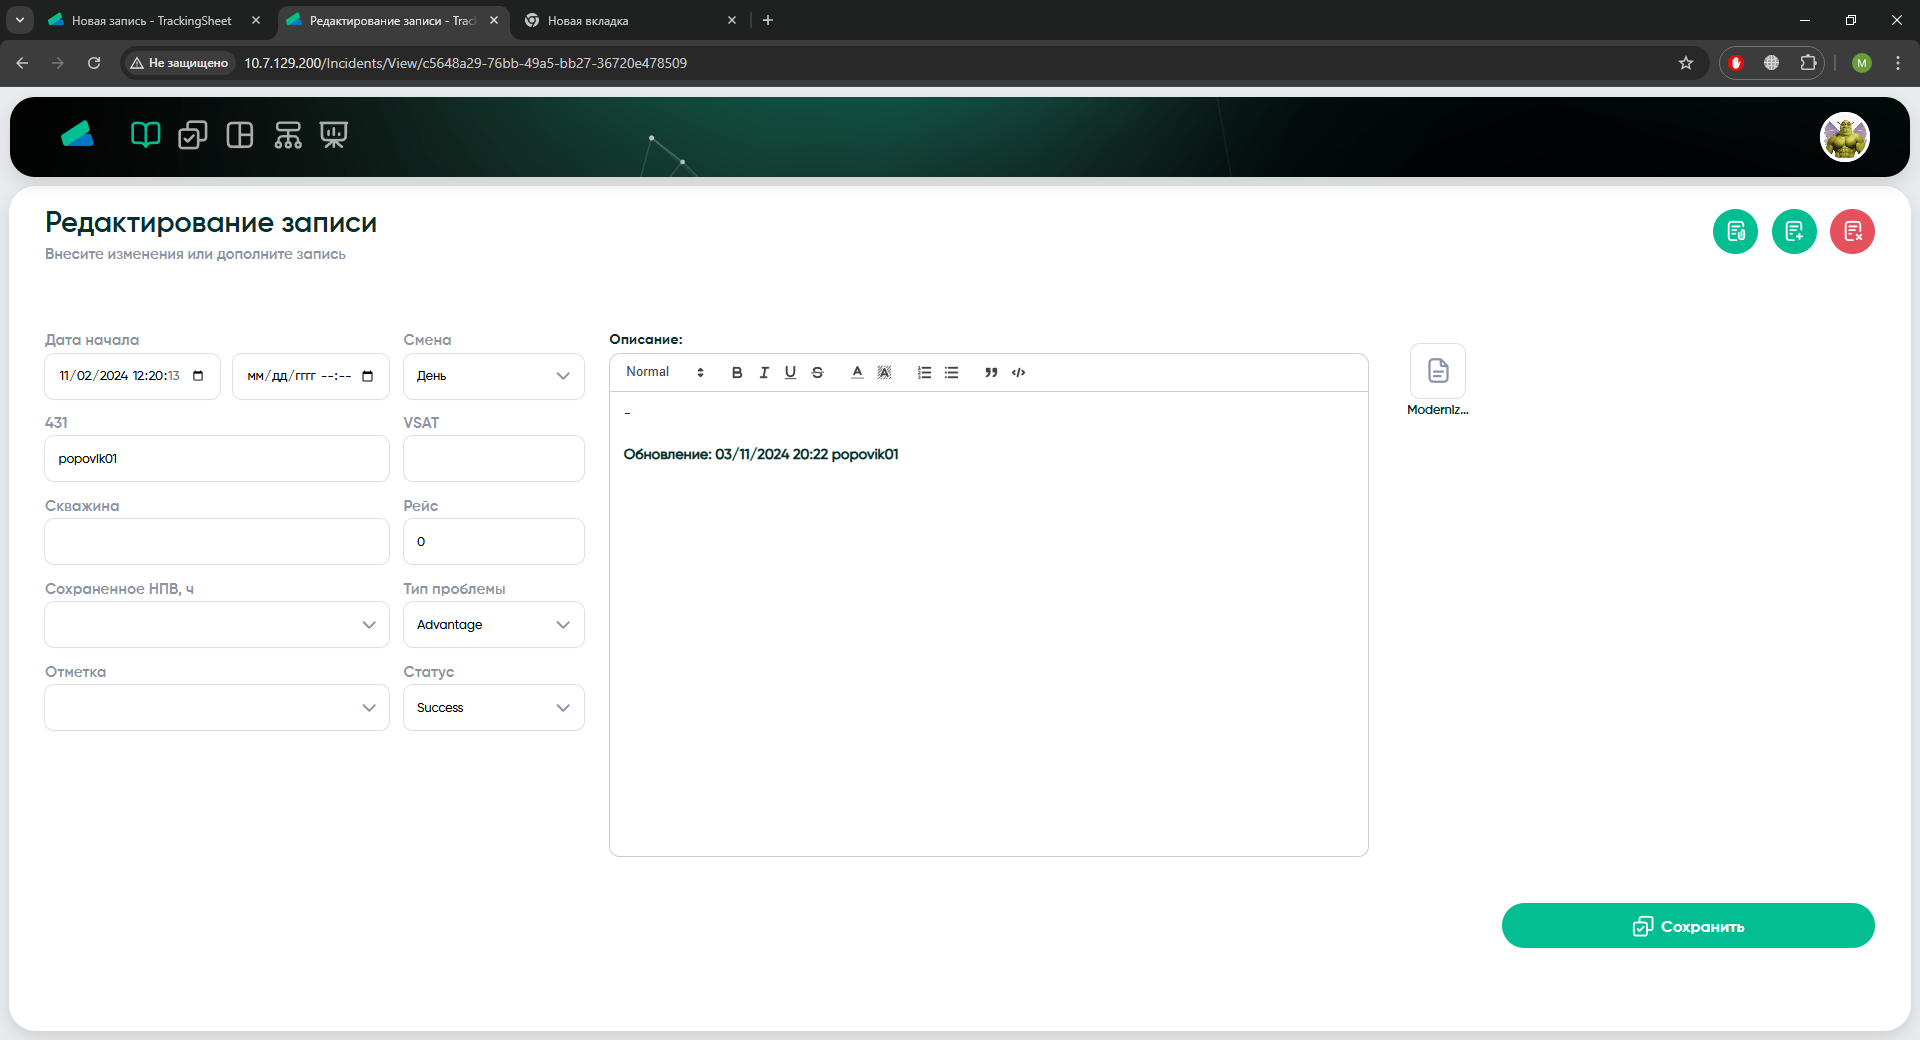 Новая запись - TrackingSheet
Редактирование записи - Trac
Новая вкладка
Не защищено
10.7.129.200/Incidents/View/c5648a29-76bb-49a5-bb27-36720e478509
M
Редактирование записи
Внесите изменения или дополните запись
Дата начала
Смена
11/02/2024 12:20:13
мм/дд/гггг --:--
День
431
VSAT
popovik01
Скважина
Рейс
0
Сохраненное НПВ, ч
Тип проблемы
Advantage
Отметка
Статус
Success
Описание:
Normal
-
Обновление: 03/11/2024 20:22 popovik01
Moderniz...
Сохранить